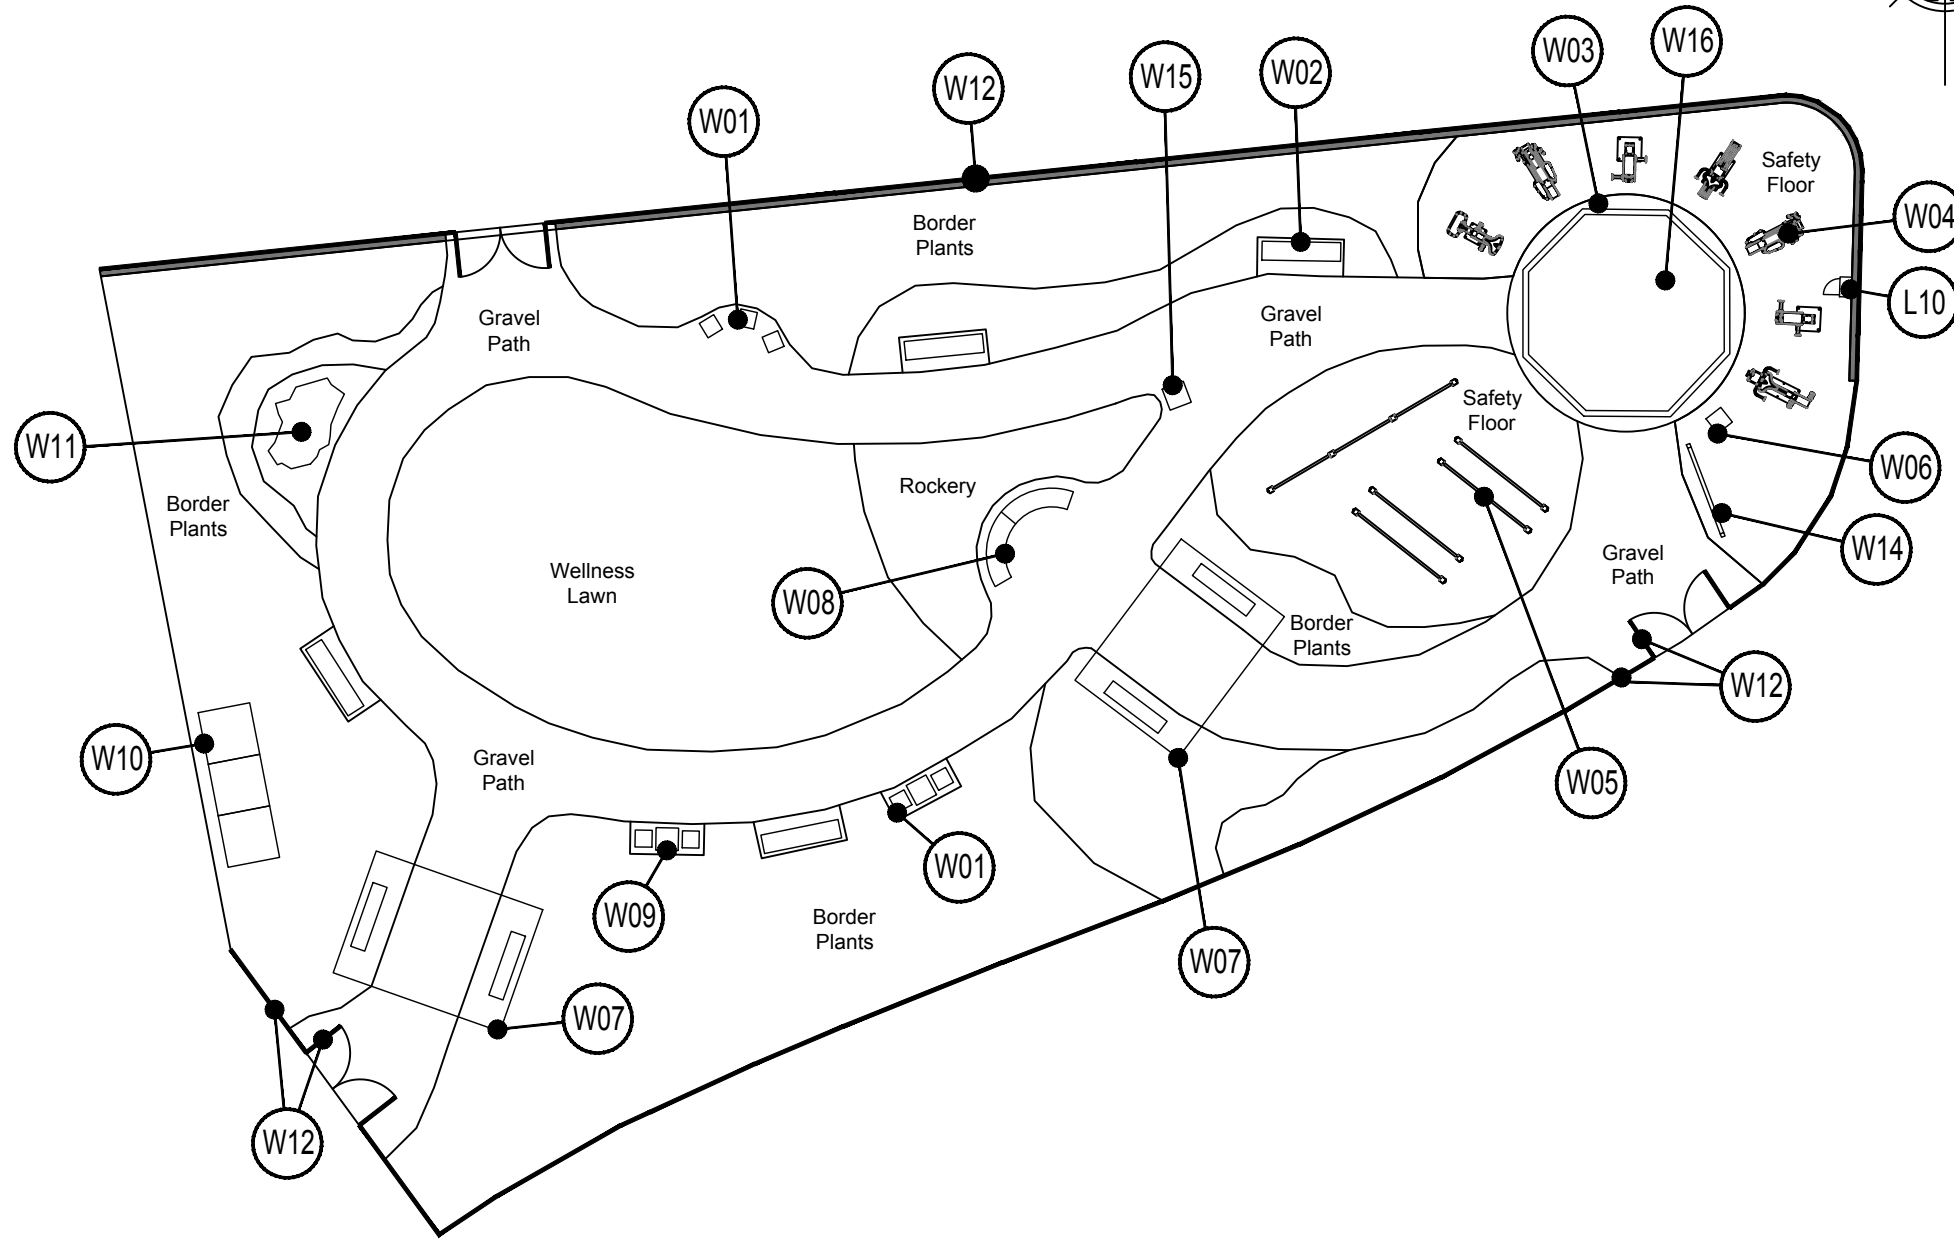 W03
W16
W15
W02
W12
W01
Safety
Floor
W04
Border
Plants
L10
Gravel
Path
Gravel
Path
Safety
Floor
W11
W06
Rockery
Border
Plants
W14
Gravel
Path
Wellness
Lawn
W08
Border
Plants
W12
W10
Gravel
Path
W05
W01
W09
Border
Plants
W07
W07
W12